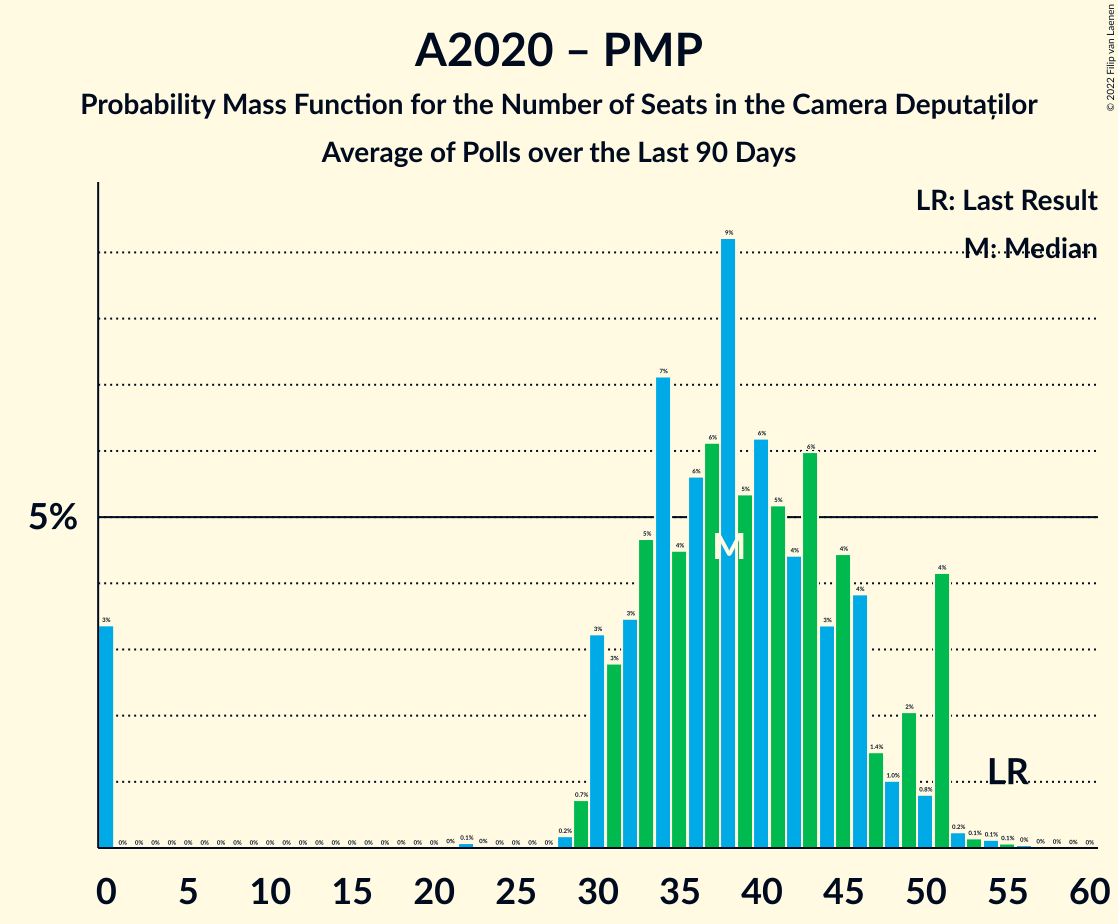 A2020 – PMP
Probability Mass Function for the Number of Seats in the Camera Deputaților
Average of Polls over the Last 90 Days
© 2022 Filip van Laenen
LR: Last Result
M: Median
5%
3% 0% 0% 0% 0% 0% 0% 0% 0% 0% 0% 0% 0% 0% 0% 0% 0% 0% 0% 0% 0% 0% 0.1% 0% 0% 0% 0% 0% 0.2% 0.7% 3% 3% 3% 5% 7% 4% 6% 6% 9% 5% 6% 5% 4% 6% 3% 4% 4% 1.4% 1.0% 2% 0.8% 4% 0.2% 0.1% 0.1% 0.1% 0% 0% 0% 0% 0%
M
LR
0 5 10 15 20 25 30 35 40 45 50 55 60